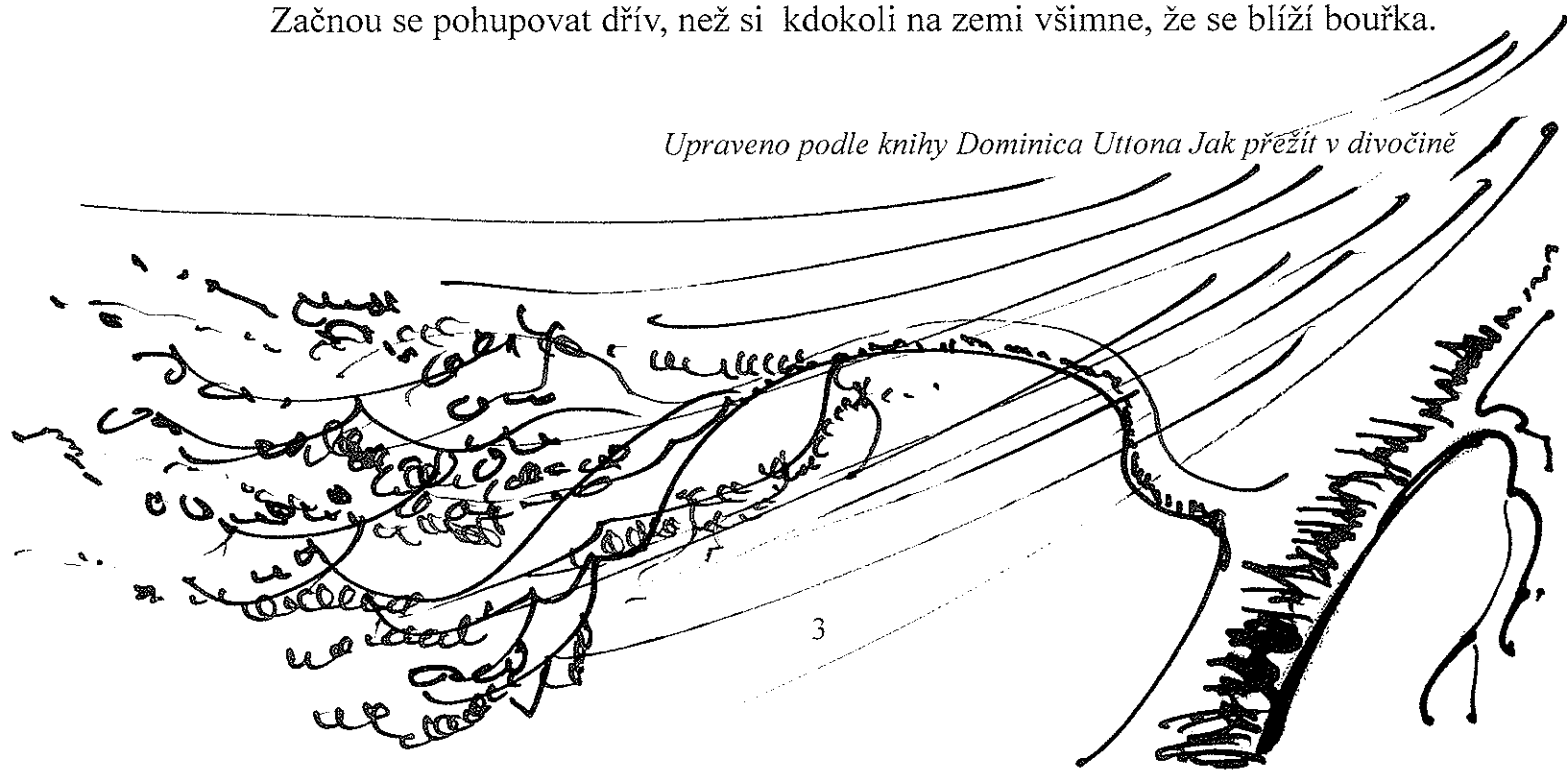 Začnou se pohupovat dřív, než si kdokoli na zemi všimne, že se blíží bouřka.
Upraveno podle knihy Dominica Uttona Jak přežít v divočině
3